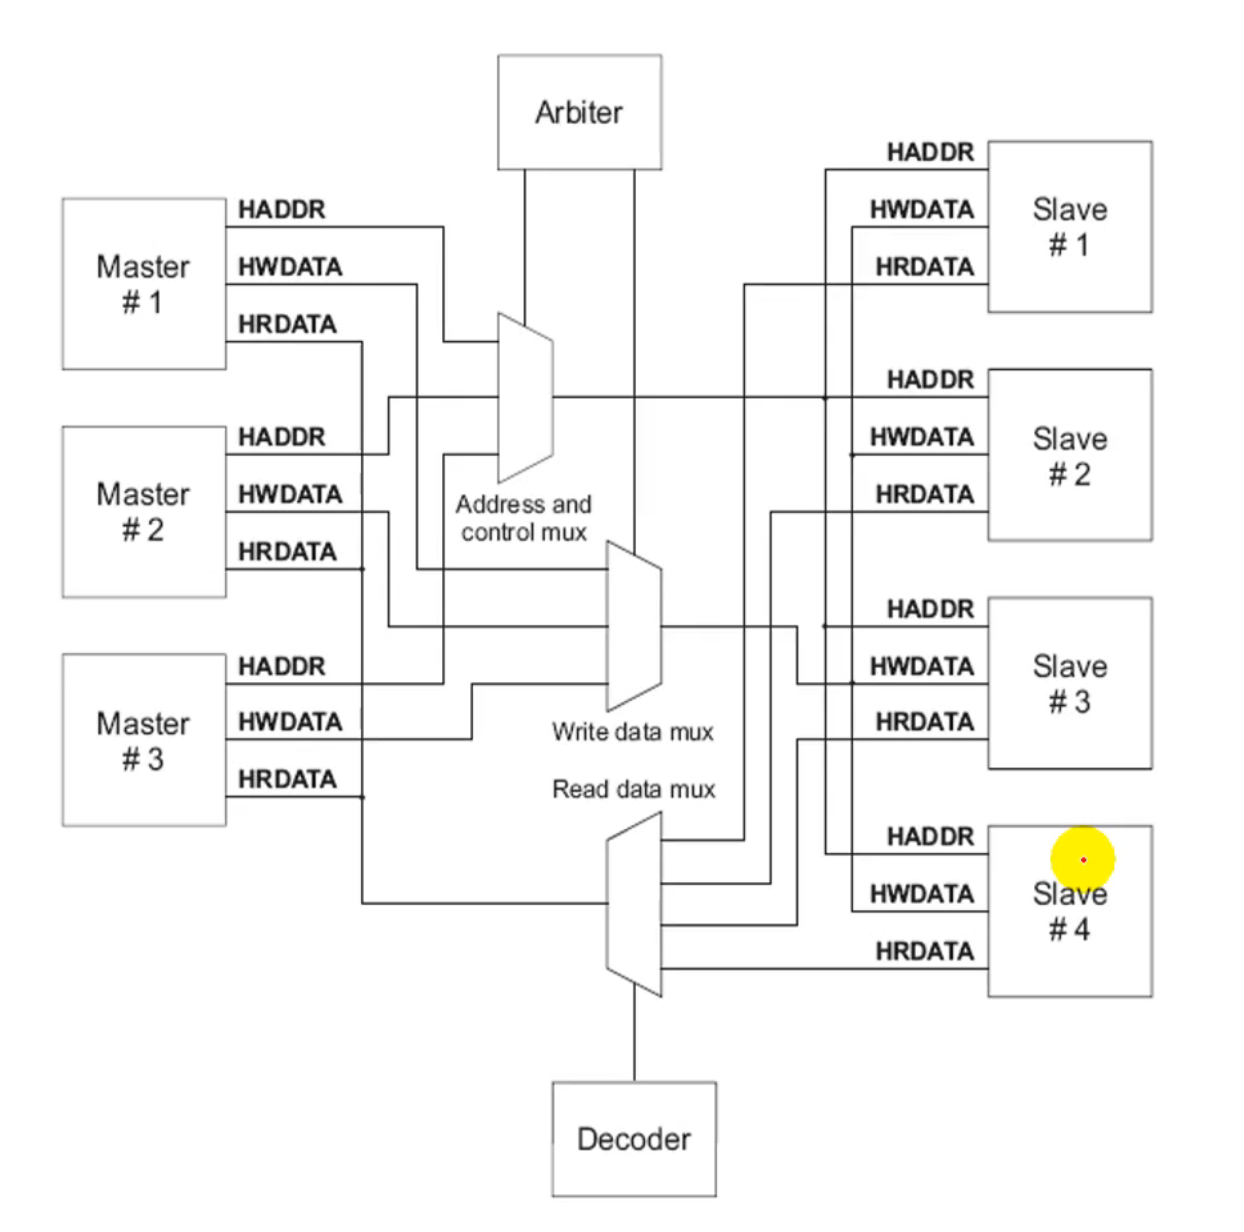 Arbiter
Master
# 1
HADDR
HWDATA
HRDATA
Master
# 2
HADDR
HWDATA
HRDATA
Master
# 3
HADDR
HWDATA
HRDATA
Address and
control mux
Write data mux
Read data mux
Decoder
HADDR
HWDATA
HRDATA
Slave
# 1
HADDR
HWDATA
HRDATA
Slave
# 2
HADDR
HWDATA
HRDATA
Slave
# 3
HADDR
HWDATA
HRDATA
Slave
# 4